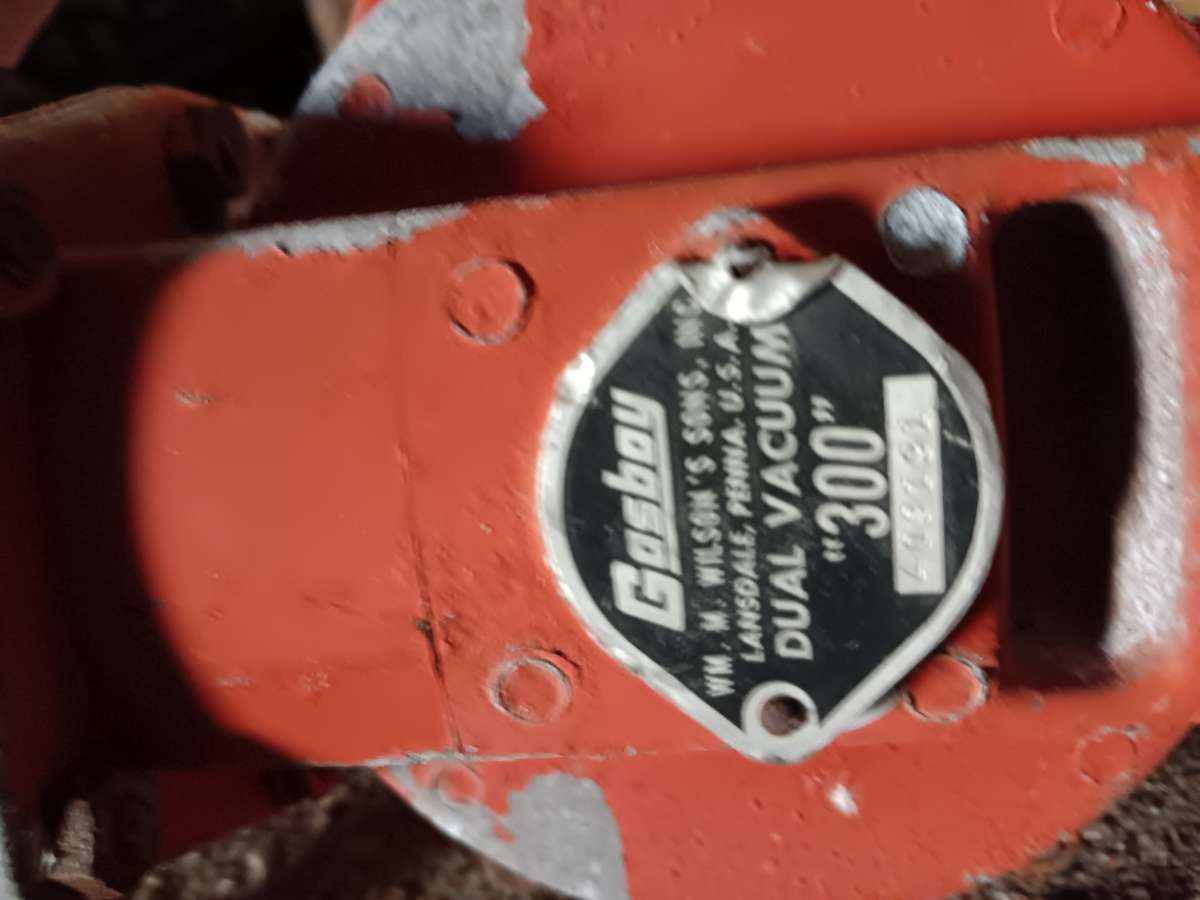 Gasboy
WM. M. WILSON'S SONS, INC.
LANSDALE, PENNA. U.S.A.
DUAL VACUUM
"300"